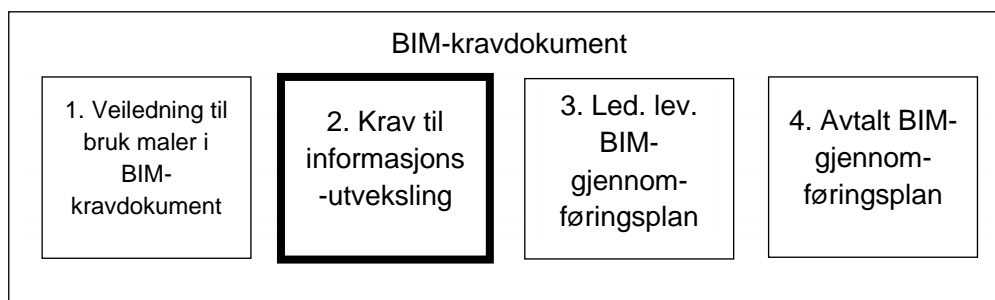 BIM-kravdokument
1. Veiledning til
bruk maler i
BIM-
kravdokument
2. Krav til
informasjons
-utveksling
3. Led. lev.
BIM-
gjennom-
føringsplan
4. Avtalt BIM-
gjennom-
føringsplan